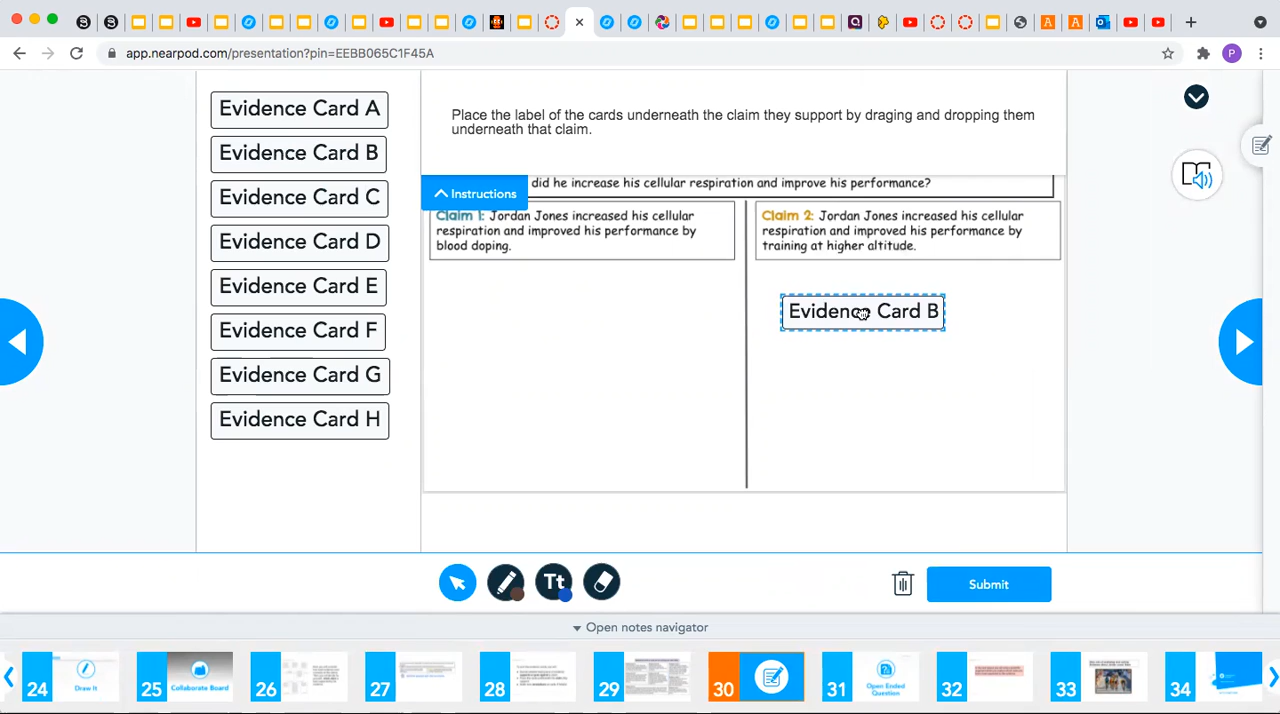 app.nearpod.com/presentation?pin=EEBB065C1F45A
P
Evidence Card A
Evidence Card B
Evidence Card C
Evidence Card D
Evidence Card E
Evidence Card F
Evidence Card G
Evidence Card H
Place the label of the cards underneath the claim they support by draging and dropping them
underneath that claim.
Instructions
did he increase his cellular respiration and improve his performance?
Claim 1: Jordan Jones increased his cellular
respiration and improved his performance by
blood doping.
Claim 2: Jordan Jones increased his cellular
respiration and improved his performance by
training at higher altitude.
Evidence Card B
Tt
Submit
Open notes navigator
24
Draw It
25
Collaborate Board
26
27
28
29
30
31
Open Ended
Question
32
33
34